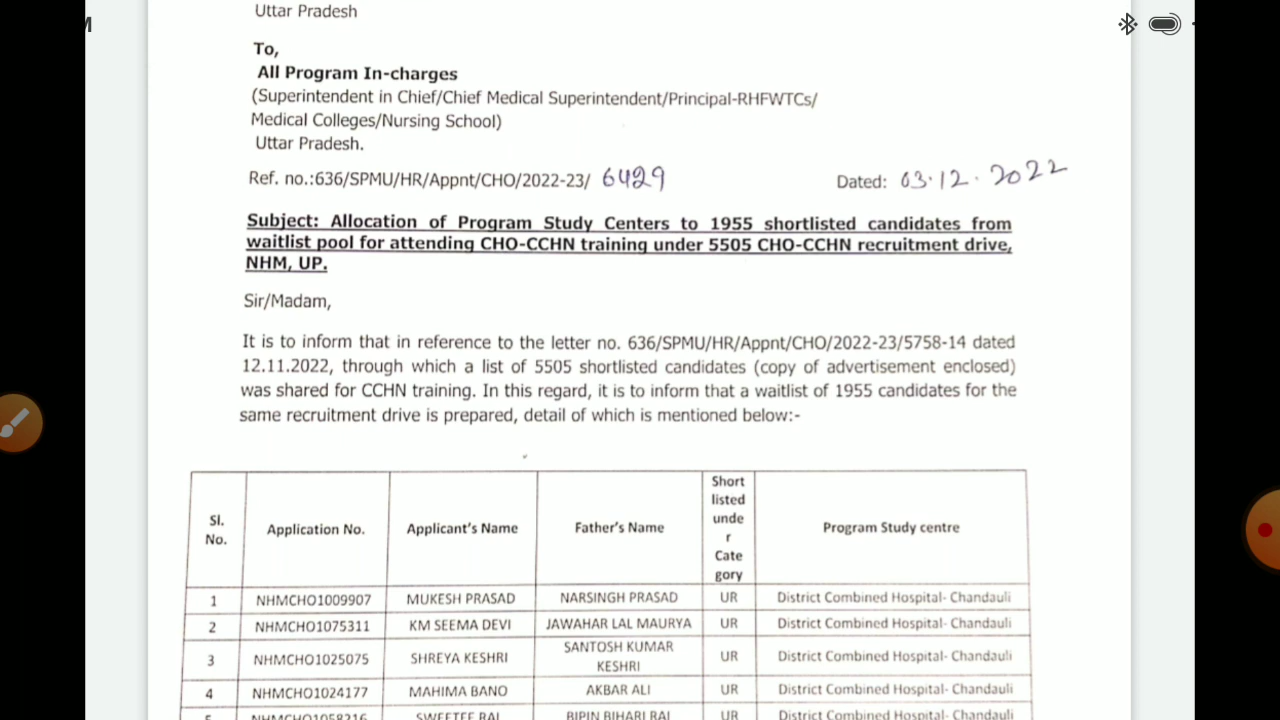 M
Uttar Pradesh
To,
All Program In-charges
(Superintendent in Chief/Chief Medical Superintendent/Principal-RHFWTCs/
Medical Colleges/Nursing School)
Uttar Pradesh.
Ref. no.:636/SPMU/HR/Appnt/CHO/2022-23/ 6429 Dated: 03.12.2022
Subject: Allocation of Program Study Centers to 1955 shortlisted candidates from
waitlist pool for attending CHO-CCHN training under 5505 CHO-CCHN recruitment drive,
NHM, UP.
Sir/Madam,
It is to inform that in reference to the letter no. 636/SPMU/HR/Appnt/CHO/2022-23/5758-14 dated
12.11.2022, through which a list of 5505 shortlisted candidates (copy of advertisement enclosed)
was shared for CCHN training. In this regard, it is to inform that a waitlist of 1955 candidates for the
same recruitment drive is prepared, detail of which is mentioned below:-
Sl.
No.
Application No.
Applicant's Name
Father's Name
Short
listed
unde
r
Cate
gory
Program Study centre
1 NHMCHO1009907 MUKESH PRASAD NARSINGH PRASAD UR District Combined Hospital- Chandauli
2 NHMCHO1075311 KM SEEMA DEVI JAWAHAR LAL MAURYA UR District Combined Hospital- Chandauli
3 NHMCHO1025075 SHREYA KESHRI SANTOSH KUMAR
KESHRI UR District Combined Hospital- Chandauli
4 NHMCHO1024177 MAHIMA BANO AKBAR ALI UR District Combined Hospital- Chandauli
5 NHMCHO1058216 SWEETEE RAI BIPIN BIHARI RAI UR District Combined Hospital- Chandauli